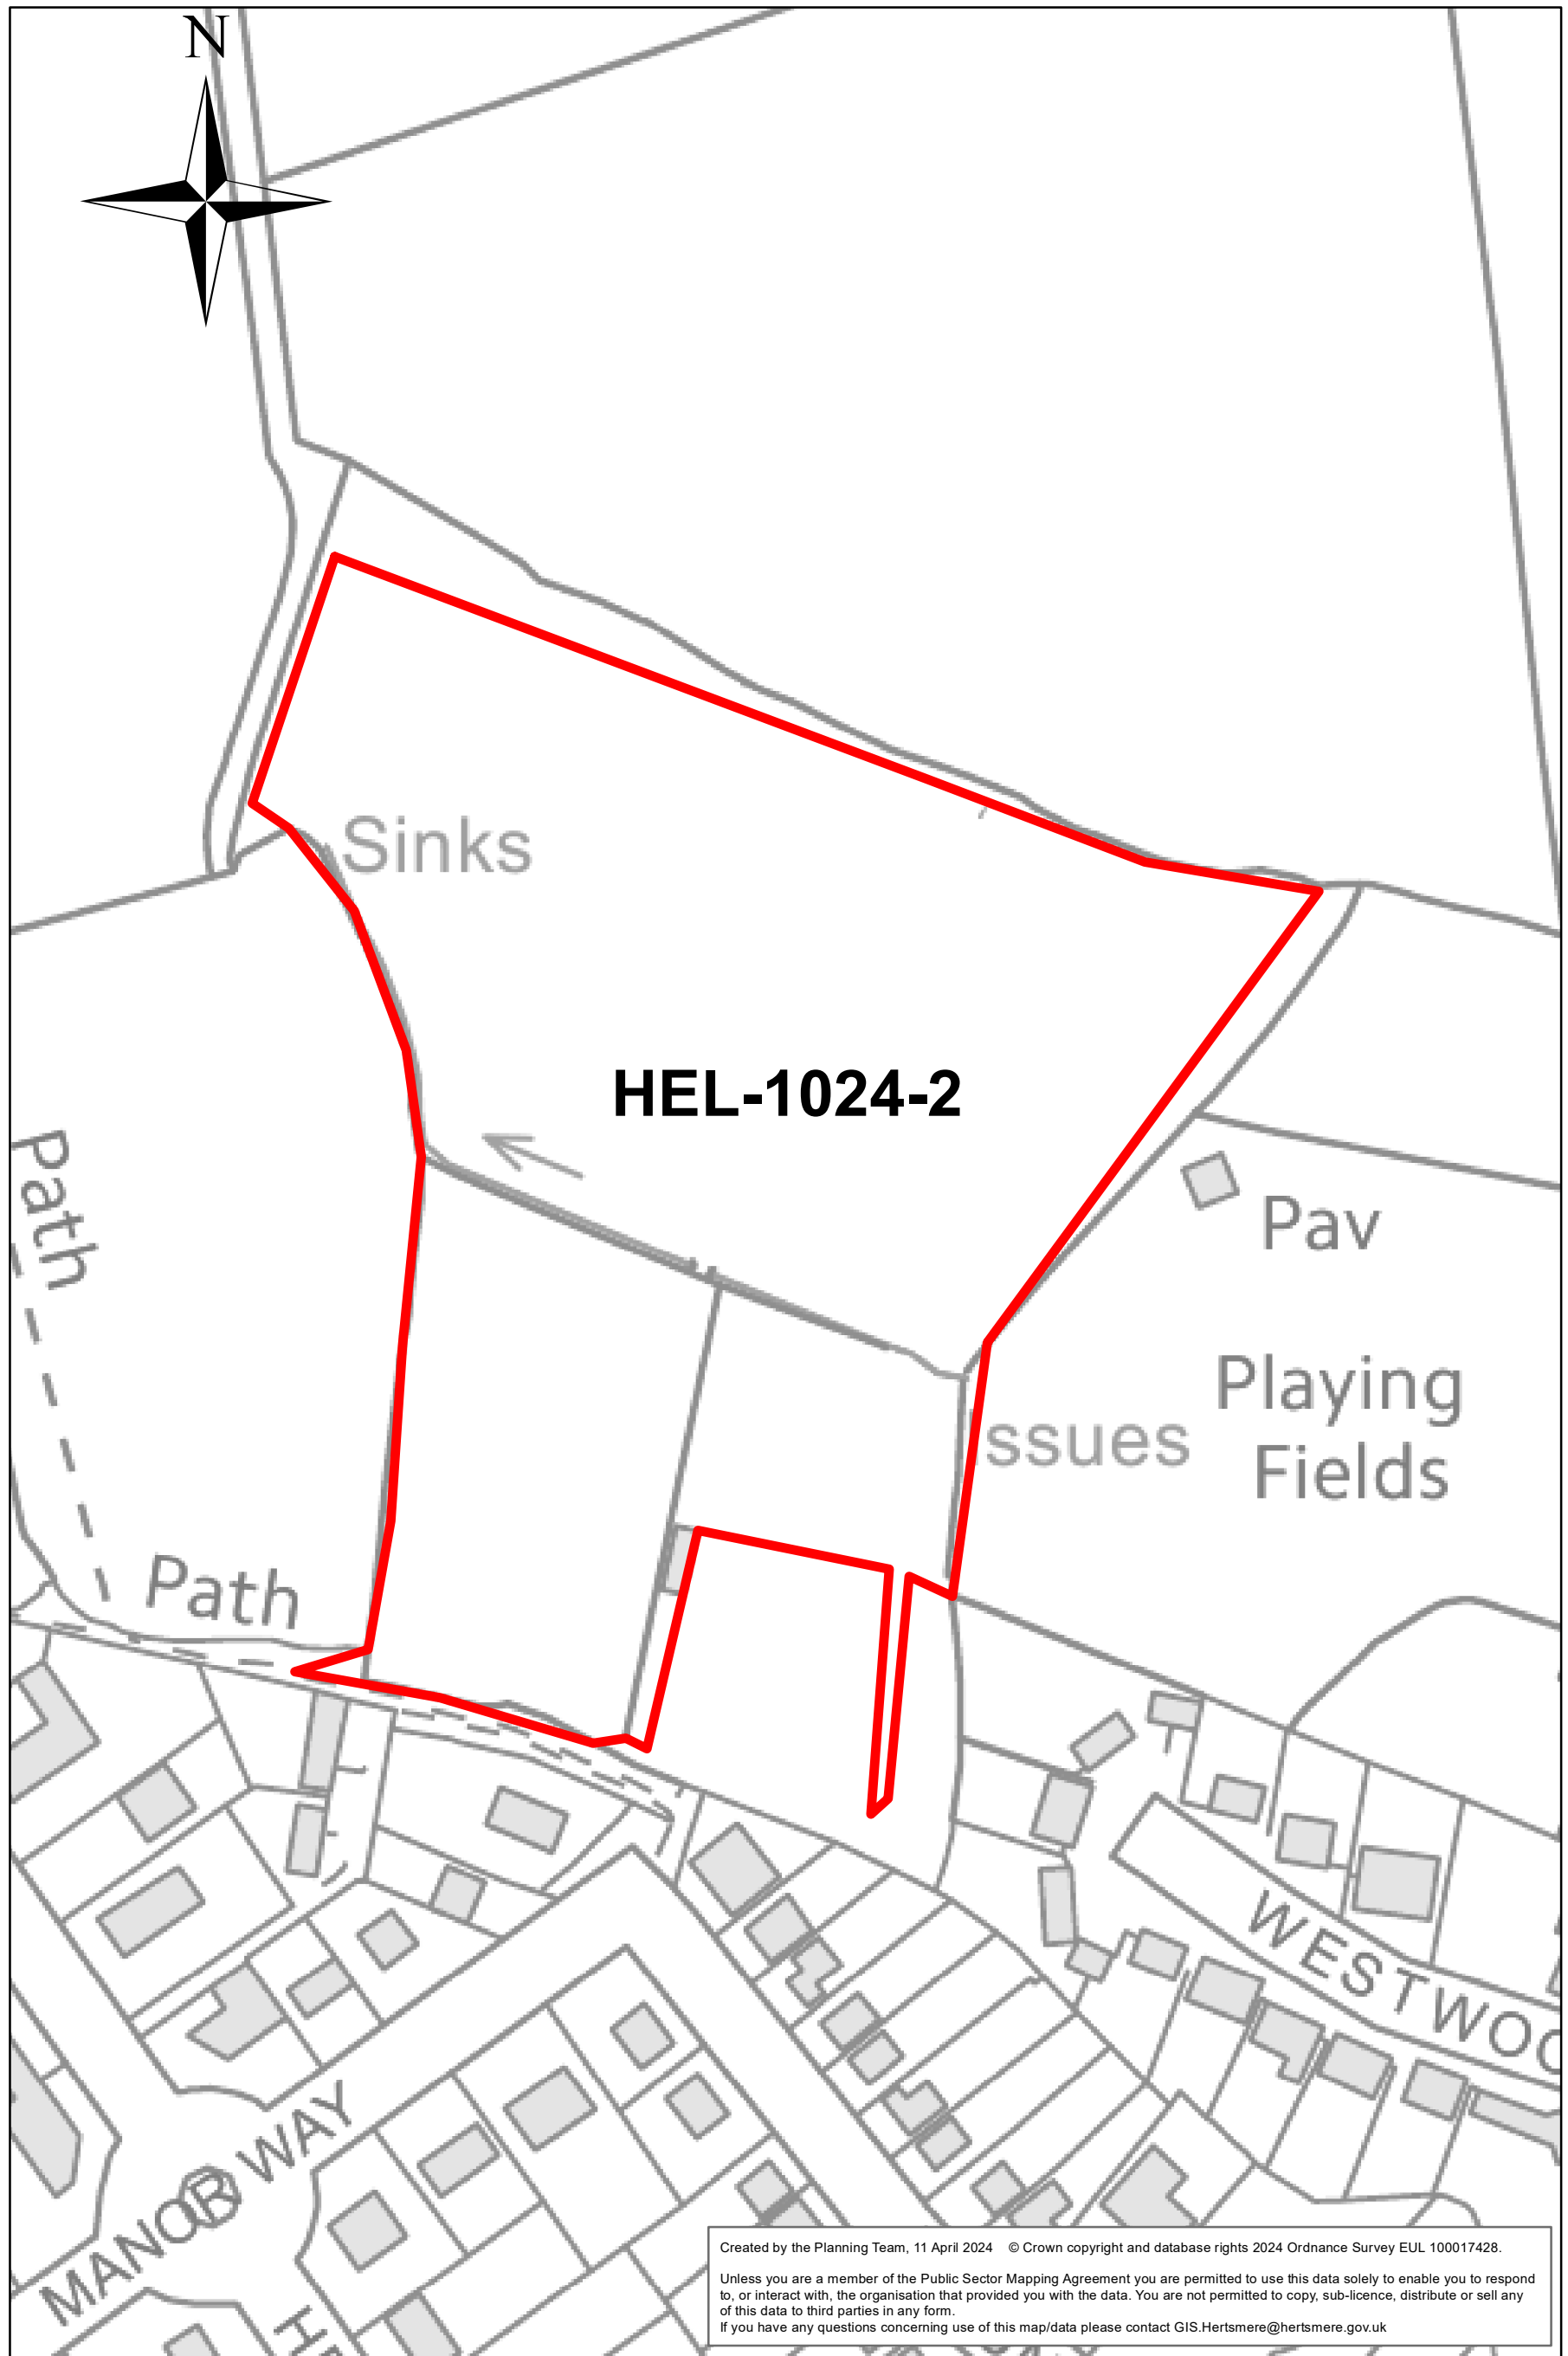 N
Sinks
HEL-1024-2
Path
Pav
Playing
Fields
ssues
Path
WESTWOO
MANOR WAY
Created by the Planning Team, 11 April 2024 © Crown copyright and database rights 2024 Ordnance Survey EUL 100017428.
Unless you are a member of the Public Sector Mapping Agreement you are permitted to use this data solely to enable you to respond
to, or interact with, the organisation that provided you with the data. You are not permitted to copy, sub-licence, distribute or sell any
of this data to third parties in any form.
If you have any questions concerning use of this map/data please contact GIS.Hertsmere@hertsmere.gov.uk